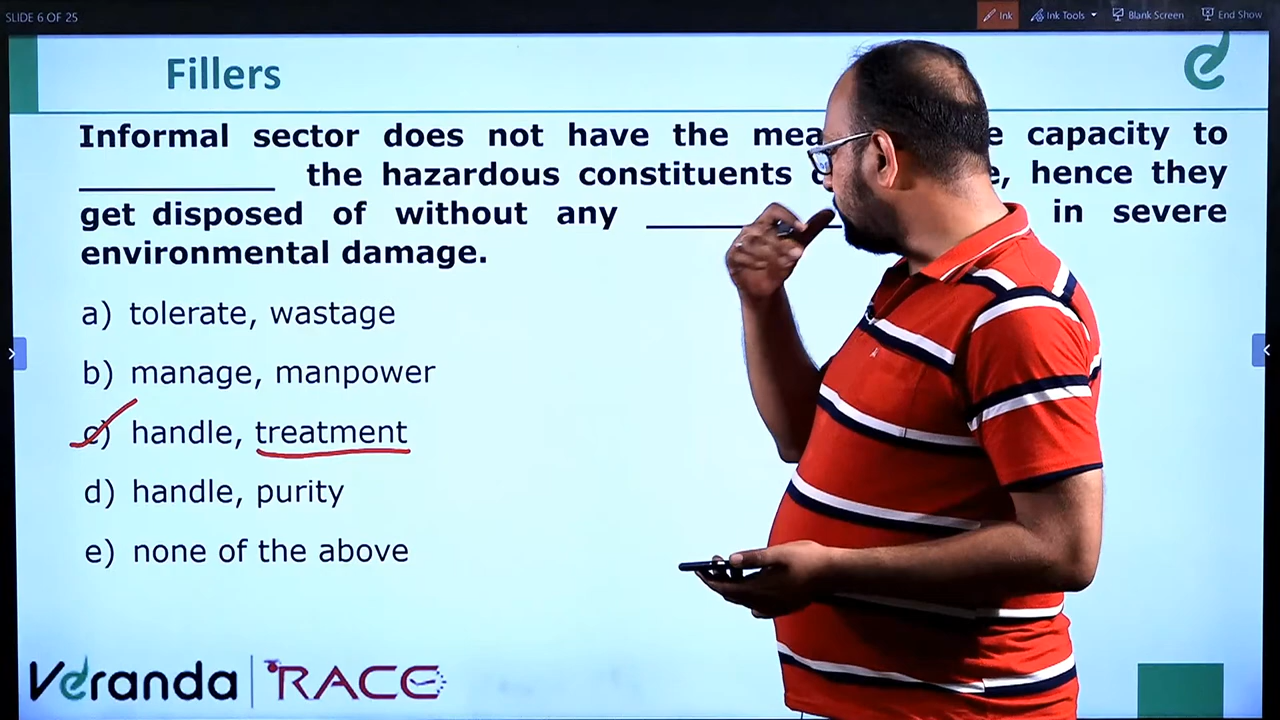 SLIDE 6 OF 25
Ink
Ink Tools
Blank Screen
End Show
Fillers
Informal sector does not have the capacity to
the hazardous constituents hence they
get disposed of without any in severe
environmental damage.
a) tolerate, wastage
b) manage, manpower
c) handle, treatment
d) handle, purity
e) none of the above
Veranda RACE